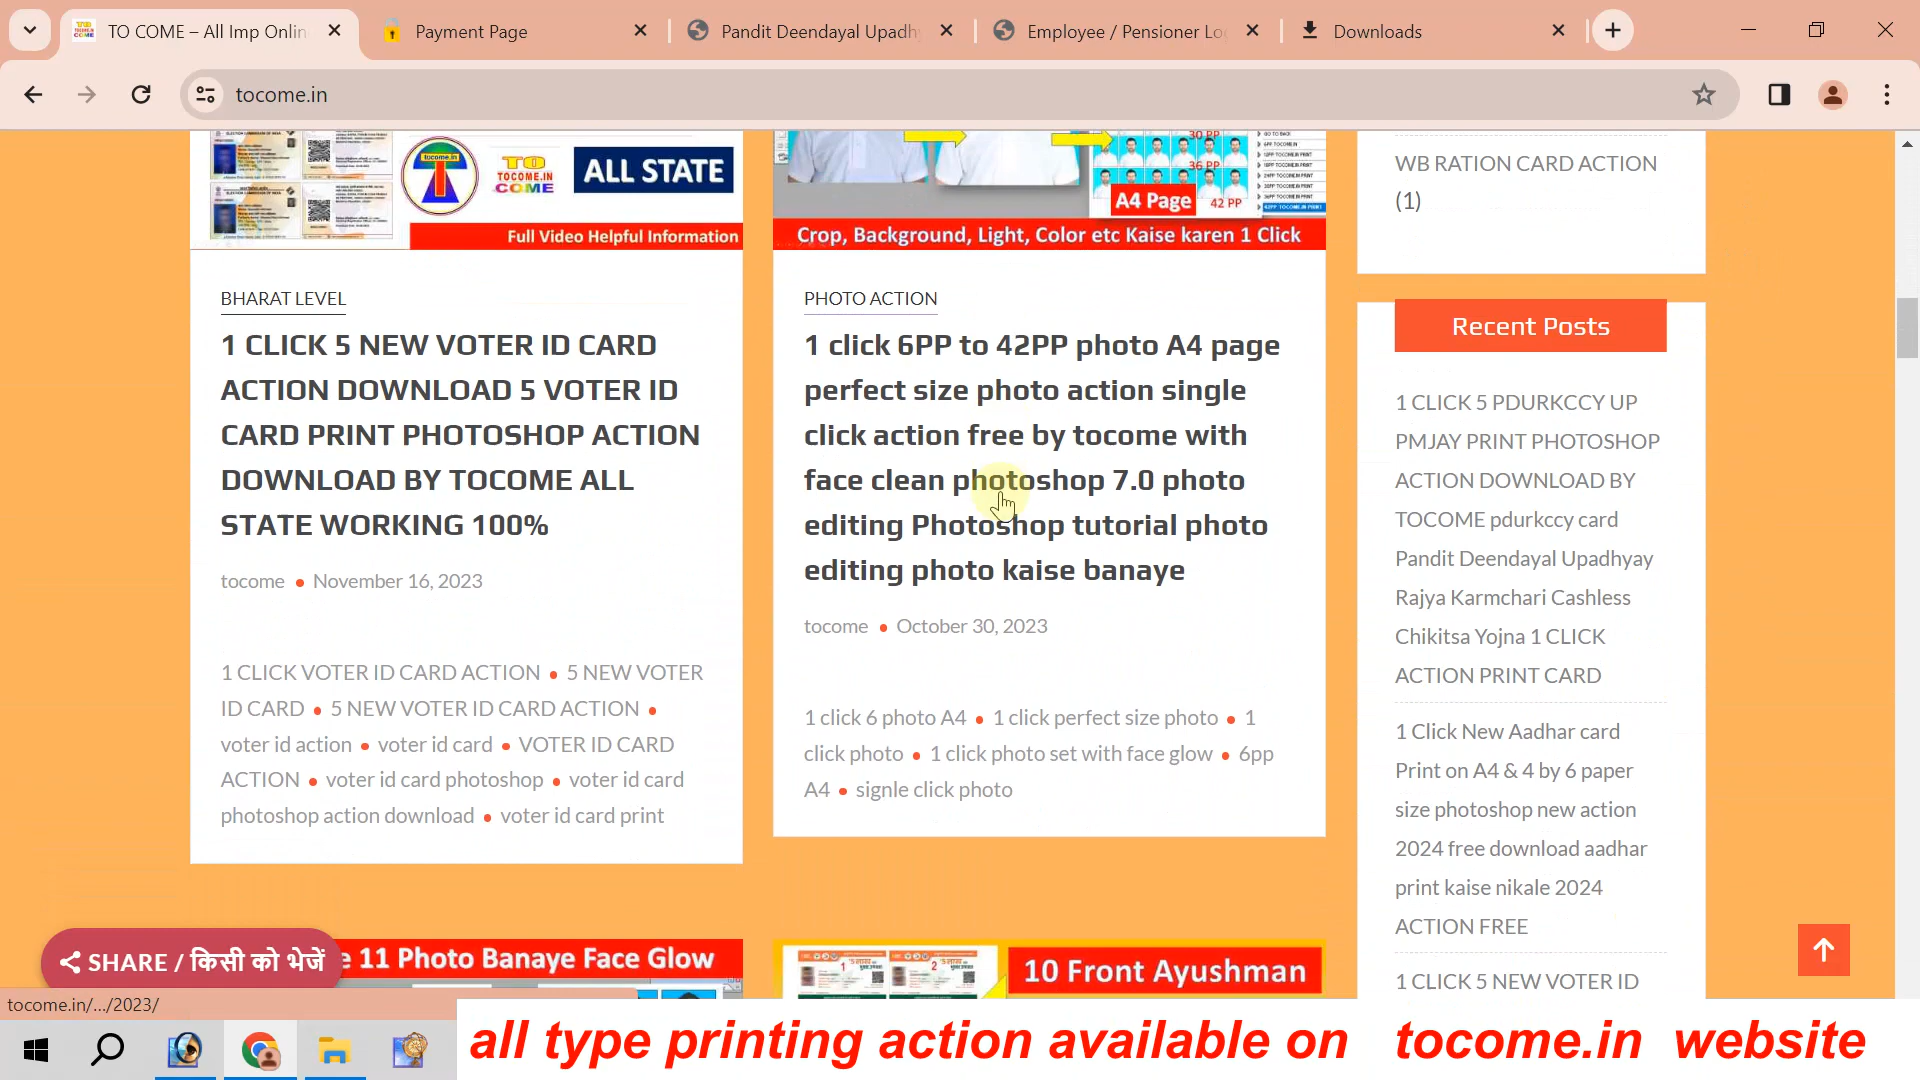 TO COME – All Imp Onlin
Payment Page
Pandit Deendayal Upadhy
Employee / Pensioner Lo
Downloads
tocome.in
tocome.in
TO
TOCOME.IN
COME
ALL STATE
Full Video Helpful Information
30 PP
36 PP
A4 Page
42 PP
Crop, Background, Light, Color etc Kaise karen 1 Click
BHARAT LEVEL
1 CLICK 5 NEW VOTER ID CARD
ACTION DOWNLOAD 5 VOTER ID
CARD PRINT PHOTOSHOP ACTION
DOWNLOAD BY TOCOME ALL
STATE WORKING 100%
tocome • November 16, 2023
1 CLICK VOTER ID CARD ACTION • 5 NEW VOTER
ID CARD • 5 NEW VOTER ID CARD ACTION •
voter id action • voter id card • VOTER ID CARD
ACTION • voter id card photoshop • voter id card
photoshop action download • voter id card print
PHOTO ACTION
1 click 6PP to 42PP photo A4 page
perfect size photo action single
click action free by tocome with
face clean photoshop 7.0 photo
editing Photoshop tutorial photo
editing photo kaise banaye
tocome • October 30, 2023
1 click 6 photo A4 • 1 click perfect size photo • 1
click photo • 1 click photo set with face glow • 6pp
A4 • signle click photo
WB RATION CARD ACTION
(1)
Recent Posts
1 CLICK 5 PDURKCCY UP
PMJAY PRINT PHOTOSHOP
ACTION DOWNLOAD BY
TOCOME pdurkccy card
Pandit Deendayal Upadhyay
Rajya Karmchari Cashless
Chikitsa Yojna 1 CLICK
ACTION PRINT CARD
1 Click New Aadhar card
Print on A4 & 4 by 6 paper
size photoshop new action
2024 free download aadhar
print kaise nikale 2024
ACTION FREE
1 CLICK 5 NEW VOTER ID
SHARE / किसी को भेजें
e 11 Photo Banaye Face Glow
10 Front Ayushman
tocome.in/.../2023/
all type printing action available on tocome.in website